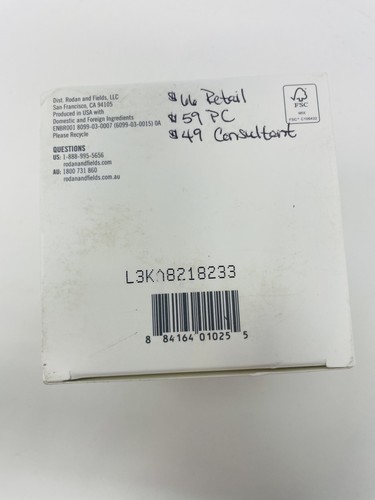 Dist. Rodan and Fields, LLC
San Francisco, CA 94105
Produced in USA with
Domestic and Foreign Ingredients
ENBR001 8099-03-0007 (6099-03-0015) 0A
Please Recycle
QUESTIONS
US: 1-888-995-5656
rodanandfields.com
AU: 1800 731 860
rodanandfields.com.au
$66 Retail
$59 PC
$49 Consultant
FSC
MIX
L3KA8218233
8 84164 01025 5